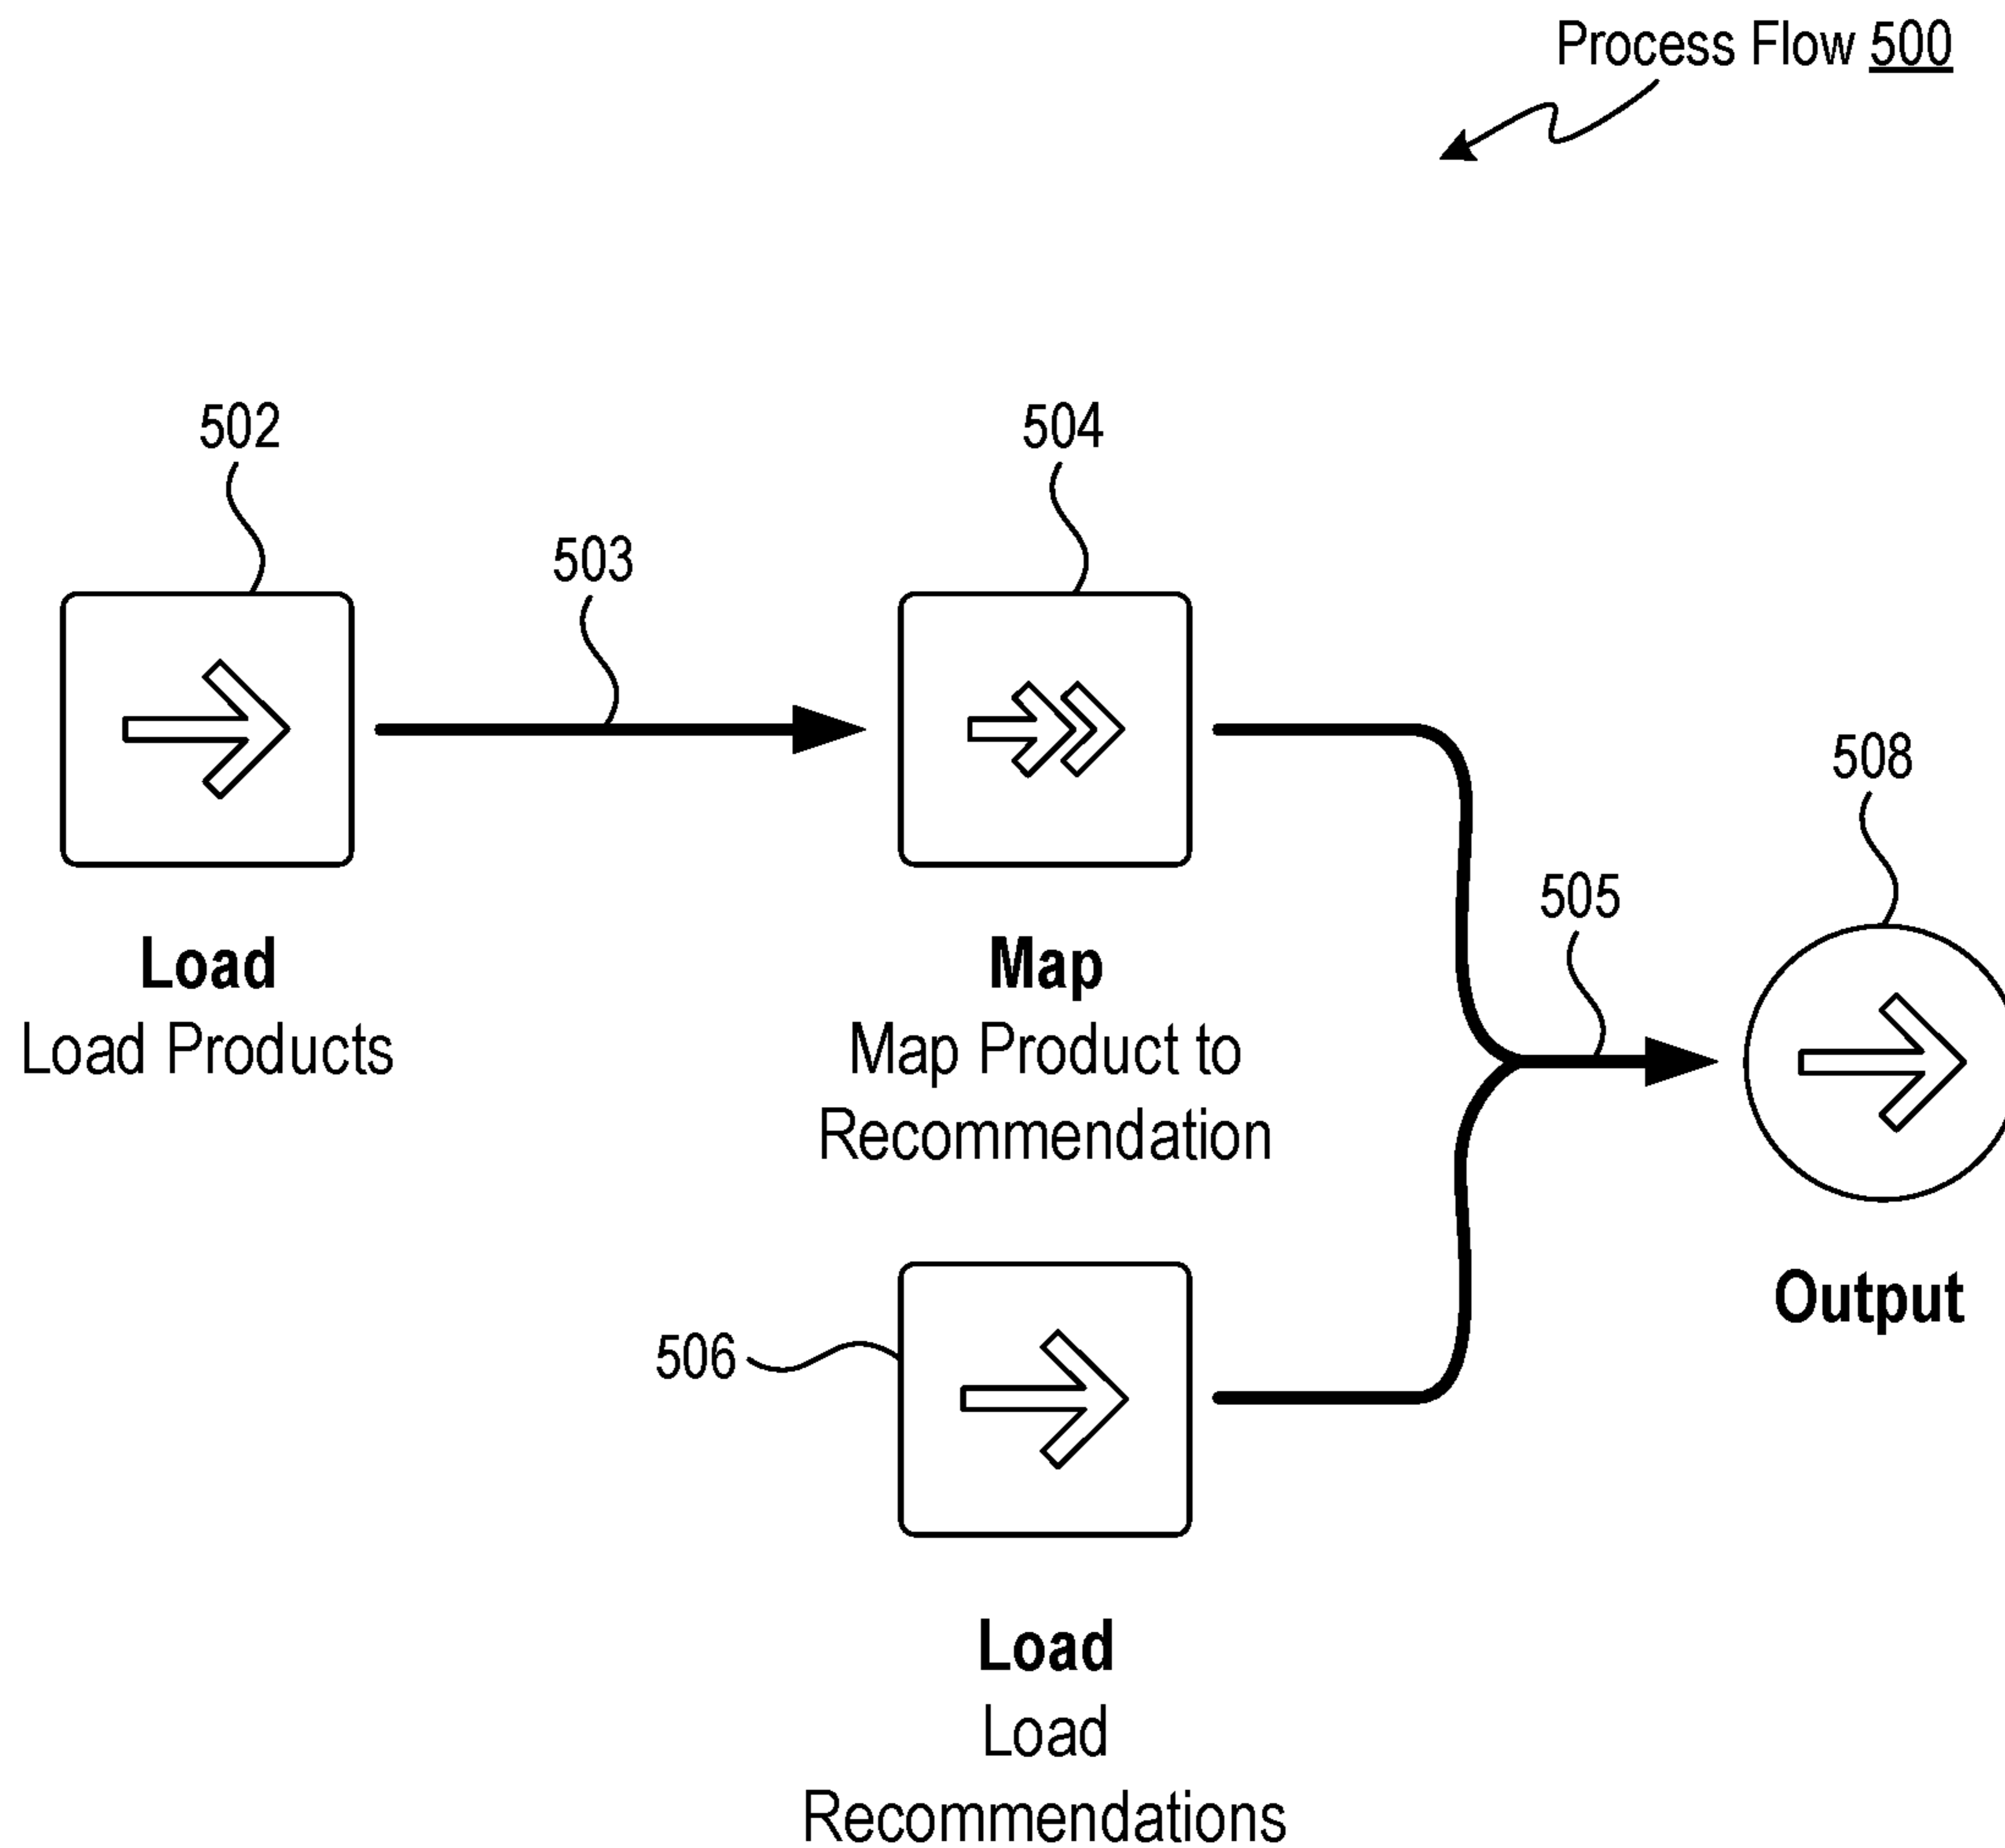 Process Flow 500
502
504
503
508
505
Load
Load Products
Map
Map Product to
Recommendation
Output
506
Load
Load
Recommendations